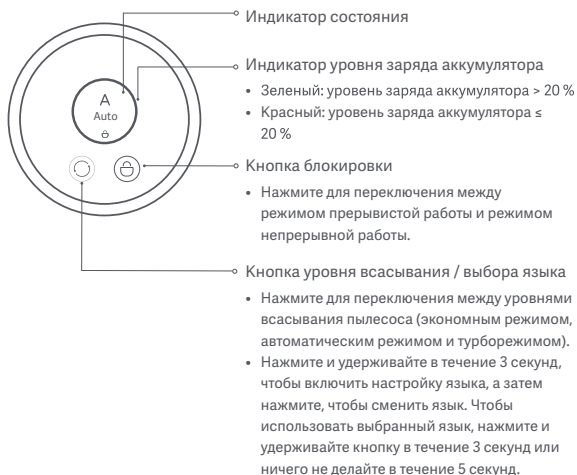 Индикатор состояния
Индикатор уровня заряда аккумулятора
• Зеленый: уровень заряда аккумулятора > 20 %
• Красный: уровень заряда аккумулятора ≤
20 %
A
Auto
Кнопка блокировки
• Нажмите для переключения между
режимом прерывистой работы и режимом
непрерывной работы.
Кнопка уровня всасывания / выбора языка
• Нажмите для переключения между уровнями
всасывания пылесоса (экономным режимом,
автоматическим режимом и турборежимом).
• Нажмите и удерживайте в течение 3 секунд,
чтобы включить настройку языка, а затем
нажмите, чтобы сменить язык. Чтобы
использовать выбранный язык, нажмите и
удерживайте кнопку в течение 3 секунд или
ничего не делайте в течение 5 секунд.